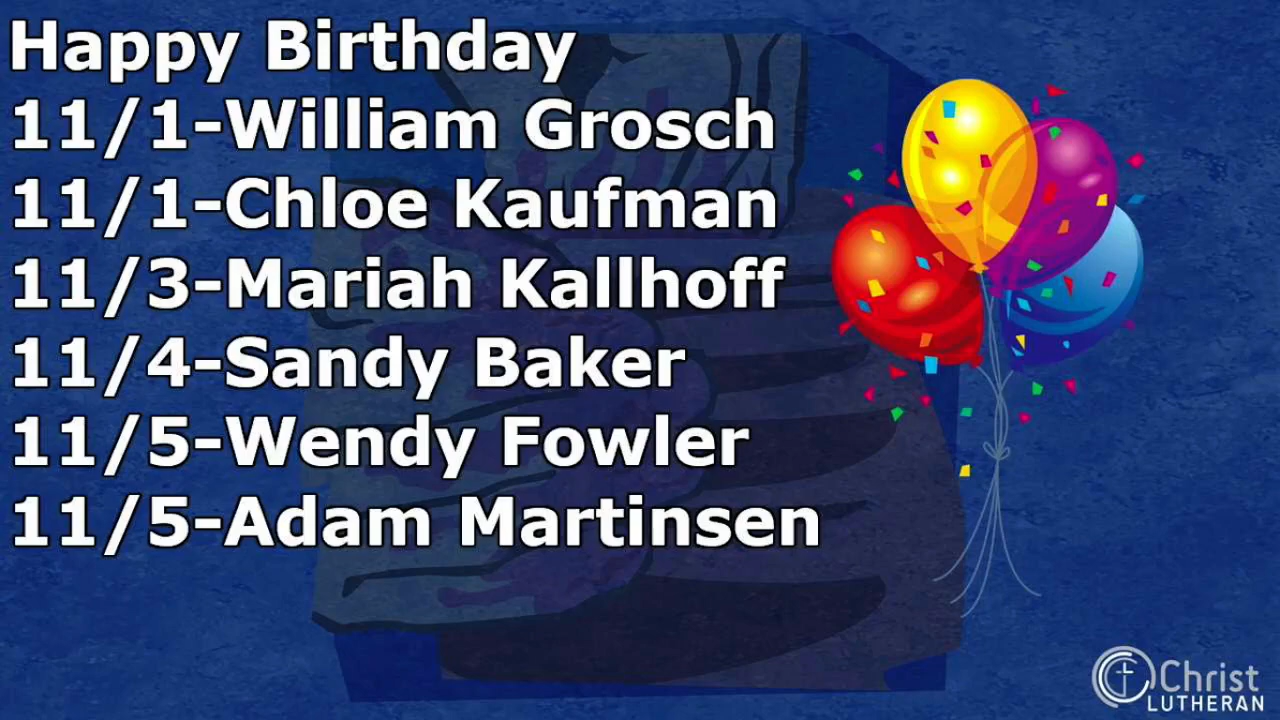 Happy Birthday
11/1-William Grosch
11/1-Chloe Kaufman
11/3-Mariah Kallhoff
11/4-Sandy Baker
11/5-Wendy Fowler
11/5-Adam Martinsen
Christ
LUTHERAN